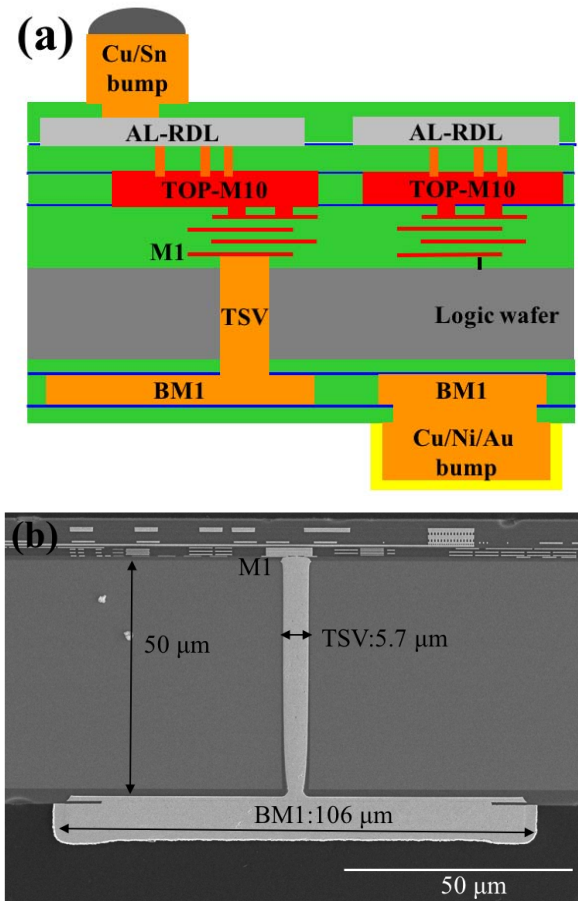 (a)
Cu/Sn
bump
AL-RDL
AL-RDL
TOP-M10
TOP-M10
M1
TSV
Logic wafer
BM1
BM1
Cu/Ni/Au
bump
(b)
M1
50 μm
TSV:5.7 μm
BM1:106 μm
50 μm